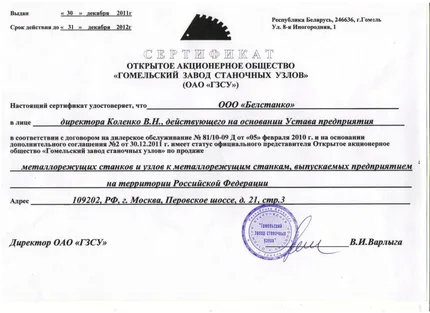 Выдан « 30 » декабря 2011г
Срок действия до « 31 » декабря 2012г
Республика Беларусь, 246636, г.Гомель
Ул. 8-я Иногородняя, 1
СЕРТИФИКАТ
ОТКРЫТОЕ АКЦИОНЕРНОЕ ОБЩЕСТВО
«ГОМЕЛЬСКИЙ ЗАВОД СТАНОЧНЫХ УЗЛОВ»
(ОАО «ГЗСУ»)
Настоящий сертификат удостоверяет, что ООО «Белстанко»
в лице директора Коленко В.Н., действующего на основании Устава предприятия
в соответствии с договором на дилерское обслуживание № 81/10-09 Д от «05» февраля 2010 г. и на основании
дополнительного соглашения №2 от 30.12.2011 г. имеет статус официального представителя Открытое акционерное
общество «Гомельский завод станочных узлов» по продаже
металлорежущих станков и узлов к металлорежущим станкам, выпускаемых предприятием
на территории Российской Федерации
Адрес 109202, РФ, г. Москва, Перовское шоссе, д. 21, стр.3
"Гомельский
завод станочных
узлов"
Директор ОАО «ГЗСУ» В.И.Варлыга